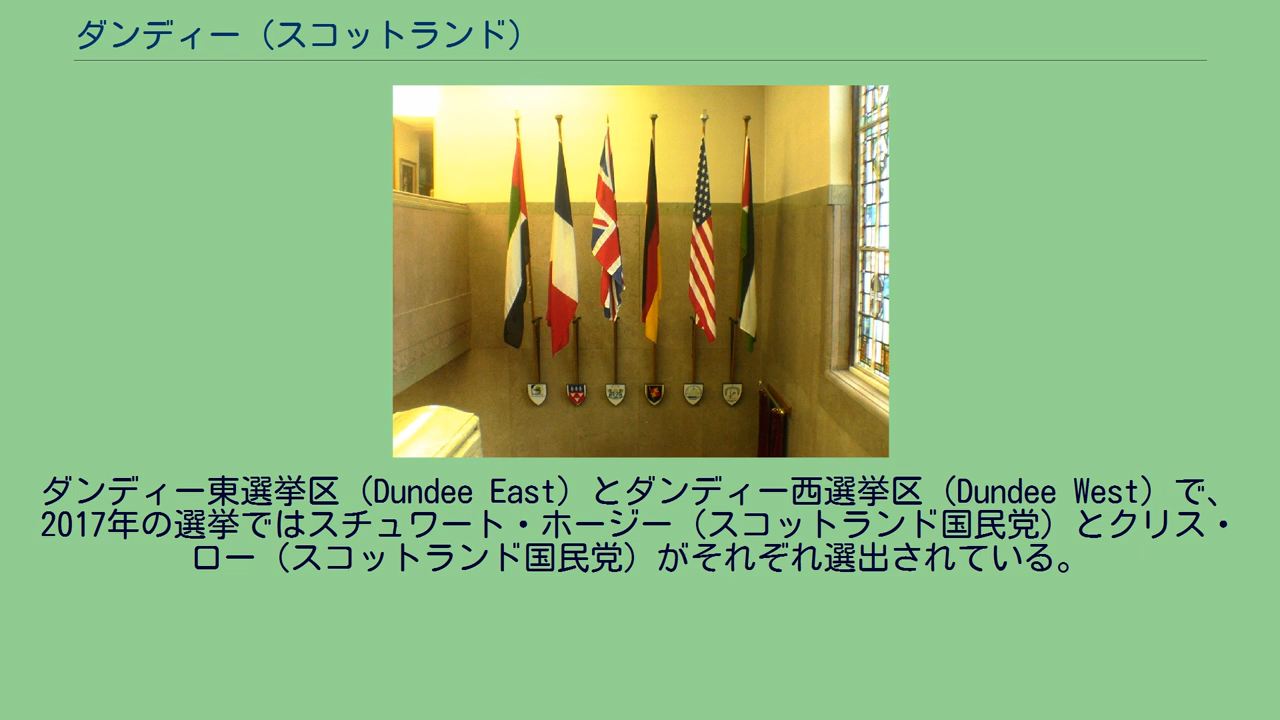 ダンディー（スコットランド）
ダンディー東選挙区（Dundee East）とダンディー西選挙区（Dundee West）で、
2017年の選挙ではスチュワート・ホージー（スコットランド国民党）とクリス・
ロー（スコットランド国民党）がそれぞれ選出されている。